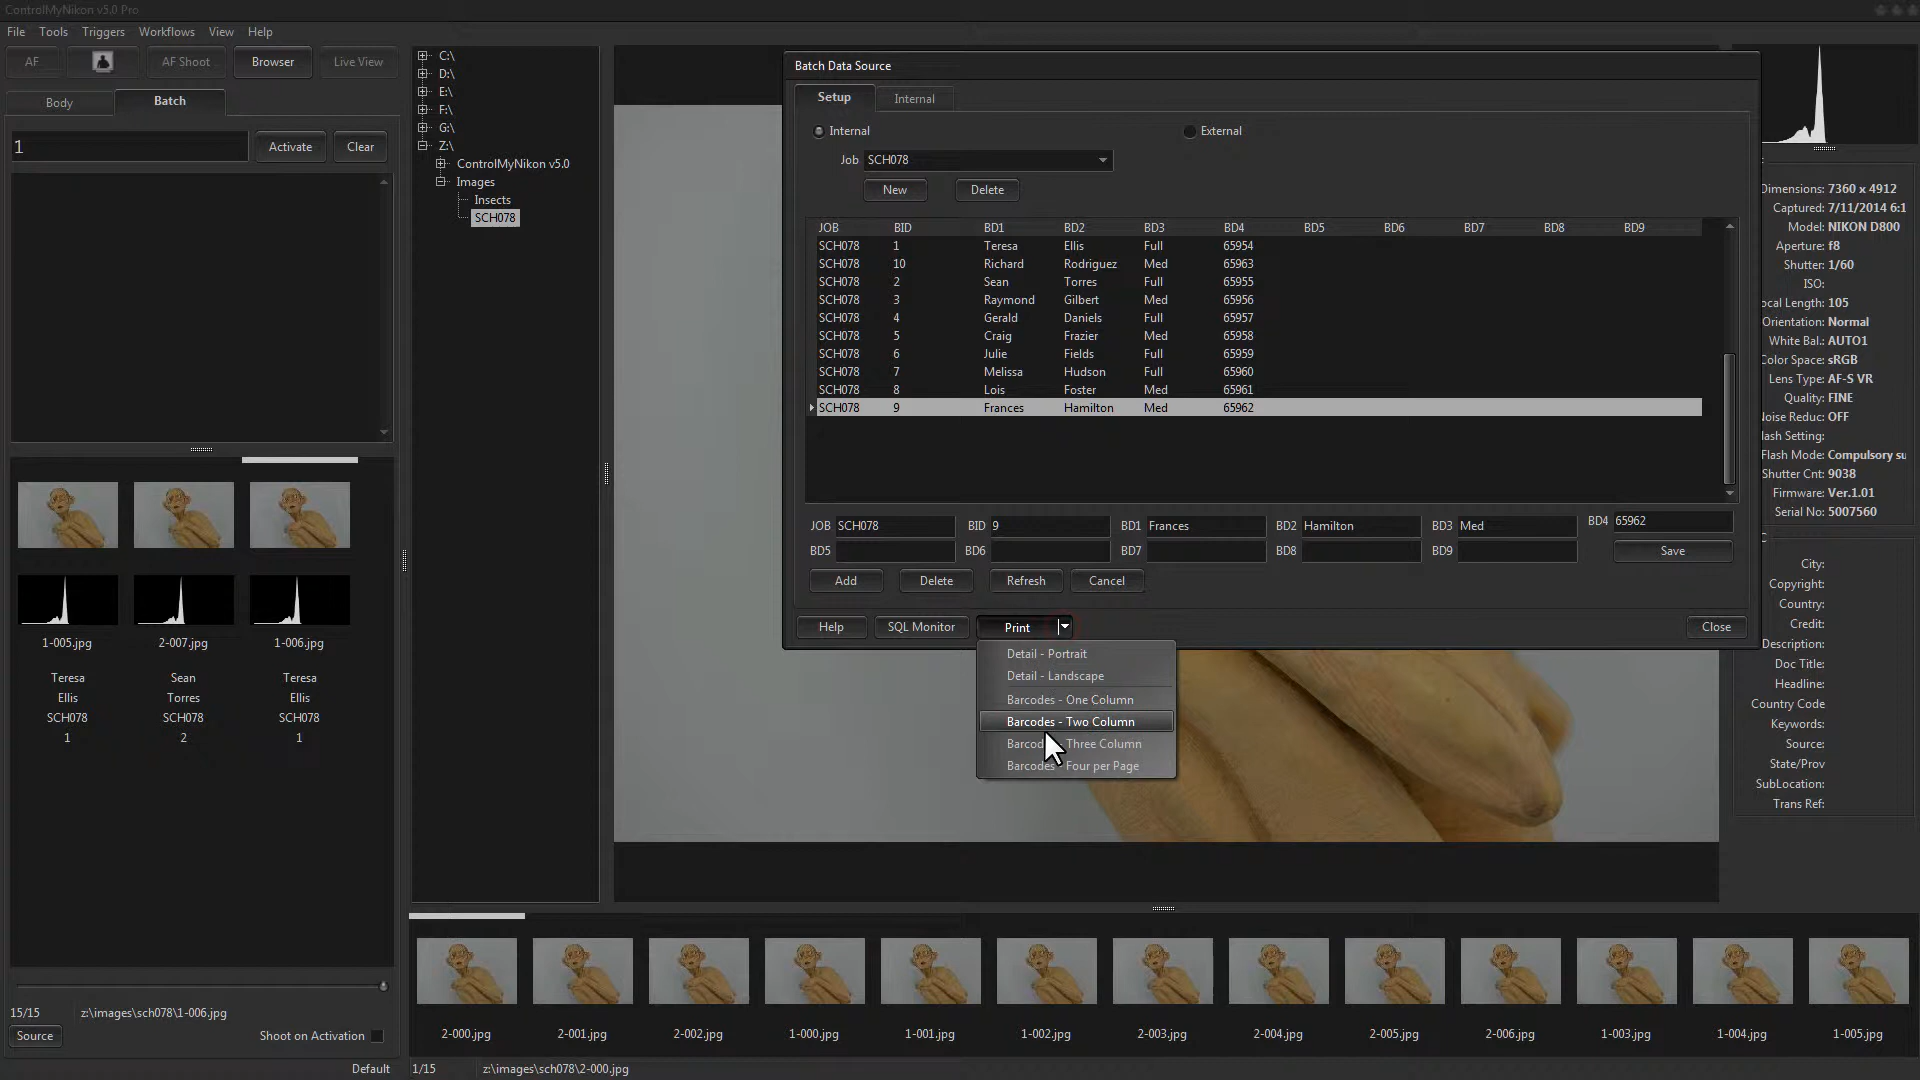 ControlMyNikon v5.0 Pro
File Tools Triggers Workflows View Help
AF AF Shoot Browser Live View
Body Batch
1 Activate Clear
1-005.jpg 2-007.jpg 1-006.jpg
Teresa Sean Teresa
Ellis Torres Ellis
SCH078 SCH078 SCH078
1 2 1
15/15 z:\images\sch078\1-006.jpg
Source Shoot on Activation
Default
C:\
D:\
E:\
F:\
G:\
Z:\
ControlMyNikon v5.0
Images
Insects
SCH078
Batch Data Source
Setup Internal
Internal External
Job SCH078
New Delete
JOB BID BD1 BD2 BD3 BD4 BD5 BD6 BD7 BD8 BD9
SCH078 1 Teresa Ellis Full 65954
SCH078 10 Richard Rodriguez Med 65963
SCH078 2 Sean Torres Full 65955
SCH078 3 Raymond Gilbert Med 65956
SCH078 4 Gerald Daniels Full 65957
SCH078 5 Craig Frazier Med 65958
SCH078 6 Julie Fields Full 65959
SCH078 7 Melissa Hudson Full 65960
SCH078 8 Lois Foster Med 65961
SCH078 9 Frances Hamilton Med 65962
JOB SCH078 BID 9 BD1 Frances BD2 Hamilton BD3 Med BD4 65962
BD5 BD6 BD7 BD8 BD9 Save
Add Delete Refresh Cancel
Help SQL Monitor Print Close
Detail - Portrait
Detail - Landscape
Barcodes - One Column
Barcodes - Two Column
Three Column
Four per Page
Dimensions: 7360 x 4912
Captured: 7/11/2014 6:1
Model: NIKON D800
Aperture: f8
Shutter: 1/60
ISO:
ocal Length: 105
Orientation: Normal
White Bal.: AUTO1
Color Space: sRGB
Lens Type: AF-S VR
Quality: FINE
Noise Reduc: OFF
lash Setting:
Flash Mode: Compulsory su
Shutter Cnt: 9038
Firmware: Ver.1.01
Serial No: 5007560
City:
Copyright:
Country:
Credit:
Description:
Doc Title:
Headline:
Country Code
Keywords:
Source:
State/Prov
SubLocation:
Trans Ref:
2-000.jpg 2-001.jpg 2-002.jpg 1-000.jpg 1-001.jpg 1-002.jpg 2-003.jpg 2-004.jpg 2-005.jpg 2-006.jpg 1-003.jpg 1-004.jpg 1-005.jpg
1/15 z:\images\sch078\2-000.jpg